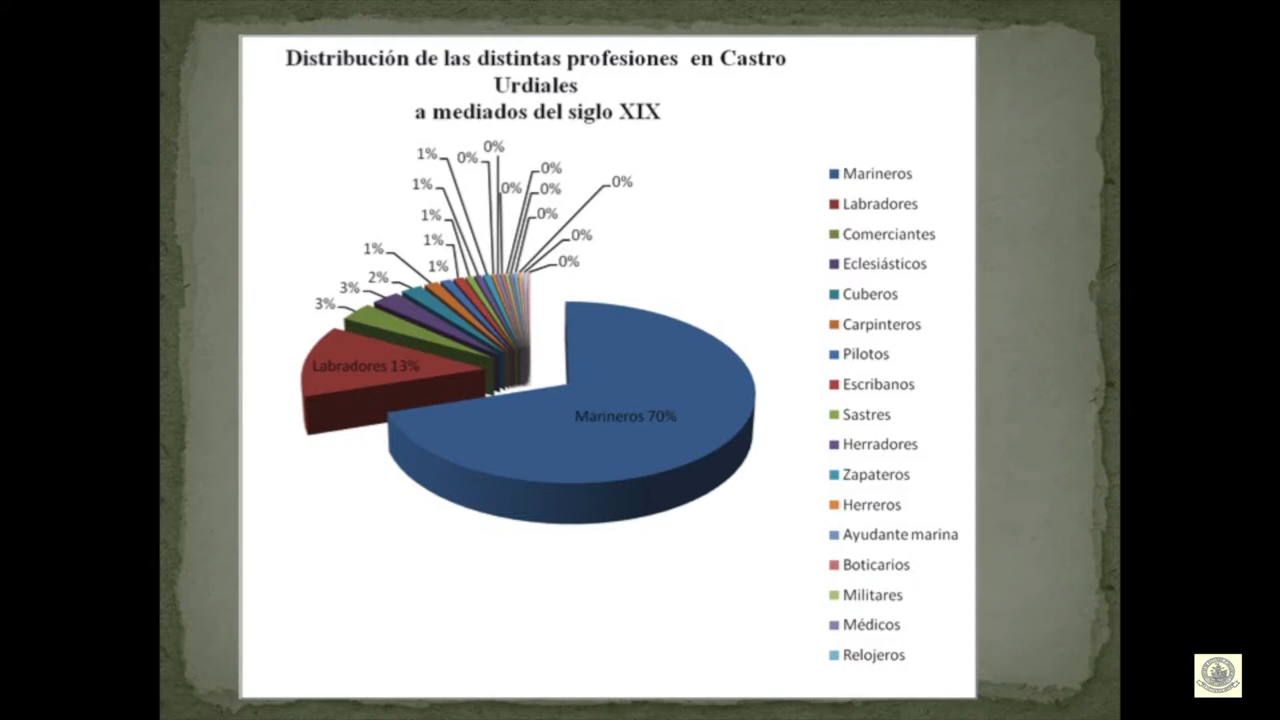 Distribución de las distintas profesiones en Castro
Urdiales
a mediados del siglo XIX
0%
1%
0%
0%
0%
1%
0%
0%
1%
0%
1%
0%
1%
0%
1%
2%
3%
3%
Labradores 13%
Marineros 70%
Marineros
Labradores
Comerciantes
Eclesiásticos
Cuberos
Carpinteros
Pilotos
Escribanos
Sastres
Herradores
Zapateros
Herreros
Ayudante marina
Boticarios
Militares
Médicos
Relojeros